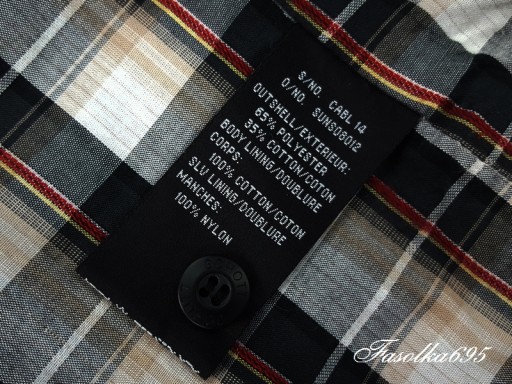 S/NO. CABL 14
O/NO. SUNS08012
OUTSHELL/EXTERIEUR:
65% POLYESTER
35% COTTON/COTON
BODY LINING/DOUBLURE
CORPS:
100% COTTON/COTON
SLV LINING/DOUBLURE
MANCHES:
100% NYLON
Fasolka695